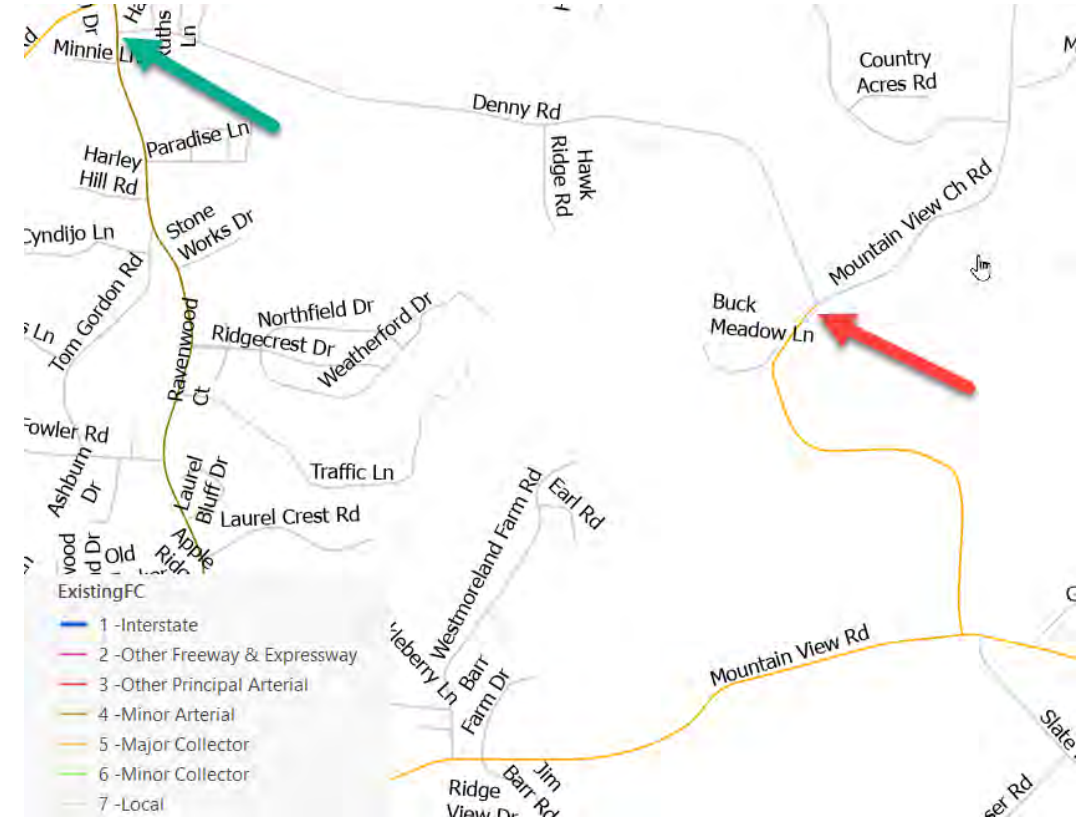 Minnie Ln
Ln
Country
Acres Rd
Denny Rd
Hawk
Ridge Rd
Paradise Ln
Harley
Hill Rd
Stone
Works Dr
Mountain View Ch Rd
Cyndijo Ln
Tom Gordon Rd
Buck
Meadow Ln
Northfield Dr
Ridgecrest Dr
Weatherford Dr
Ravenwood
Ct
Ln
Fowler Rd
Ashburn
Dr
Traffic Ln
Laurel
Bluff Dr
Laurel Crest Rd
Apple
Old
Westmoreland Farm Rd
Earl Rd
Mountain View Rd
Barr
Farm Dr
Jim
Barr Rd
Ridge
View Dr
Slate
ExistingFC
1 -Interstate
2 -Other Freeway & Expressway
3 -Other Principal Arterial
4 -Minor Arterial
5 -Major Collector
6 -Minor Collector
7 -Local